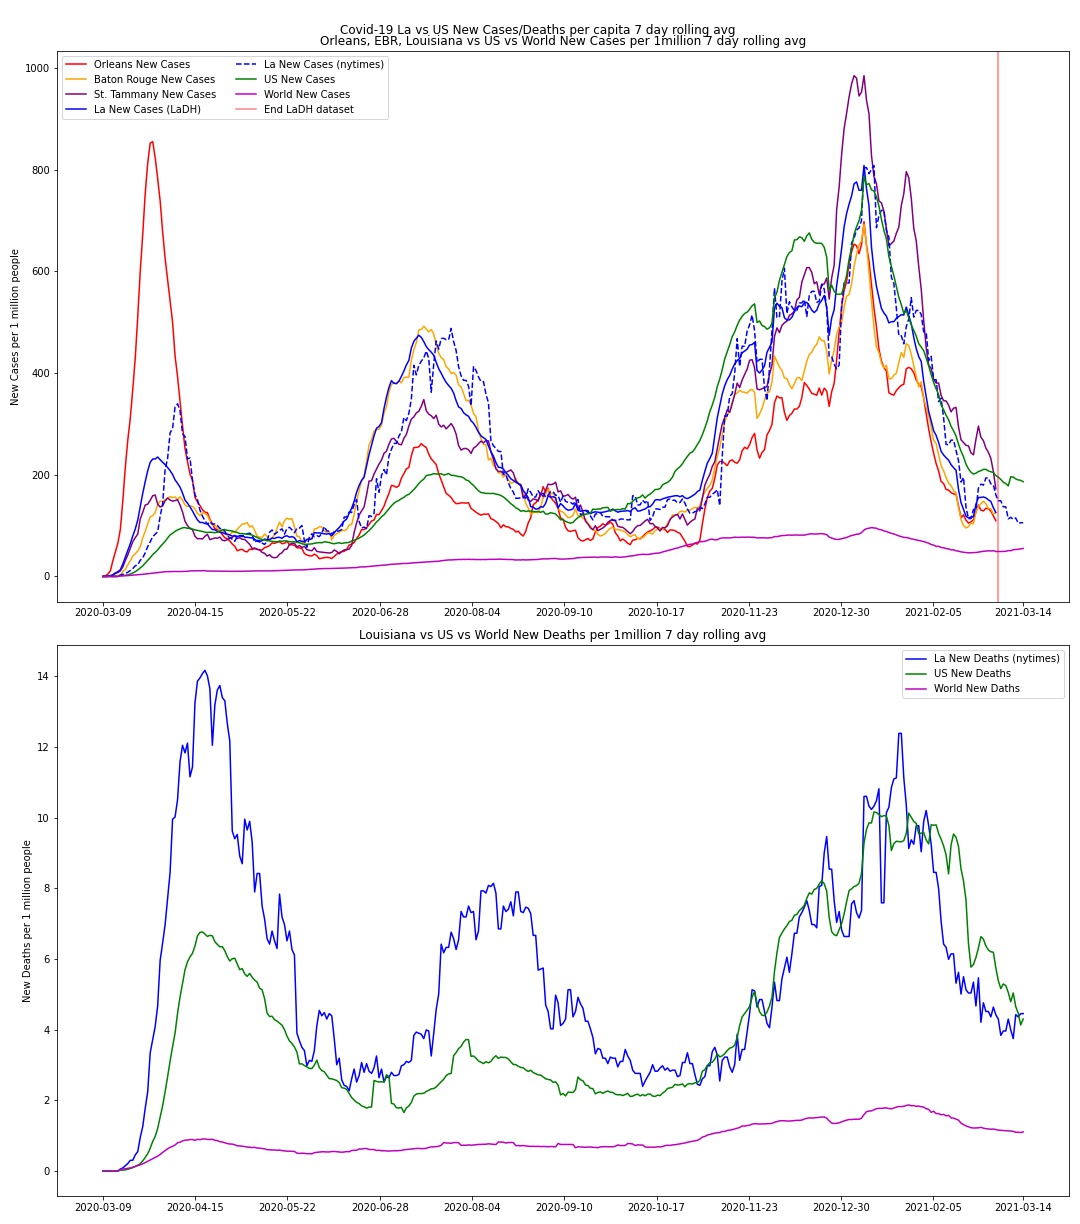 Covid-19 La vs US New Cases/Deaths per capita 7 day rolling avg
Orleans, EBR, Louisiana vs US vs World New Cases per 1million 7 day rolling avg
Orleans New Cases
Baton Rouge New Cases
St. Tammany New Cases
La New Cases (LaDH)
La New Cases (nytimes)
US New Cases
World New Cases
End LaDH dataset
New Cases per 1 million people
1000
800
600
400
200
0
2020-03-09 2020-04-15 2020-05-22 2020-06-28 2020-08-04 2020-09-10 2020-10-17 2020-11-23 2020-12-30 2021-02-05 2021-03-14
Louisiana vs US vs World New Deaths per 1million 7 day rolling avg
La New Deaths (nytimes)
US New Deaths
World New Daths
New Deaths per 1 million people
14
12
10
8
6
4
2
0
2020-03-09 2020-04-15 2020-05-22 2020-06-28 2020-08-04 2020-09-10 2020-10-17 2020-11-23 2020-12-30 2021-02-05 2021-03-14